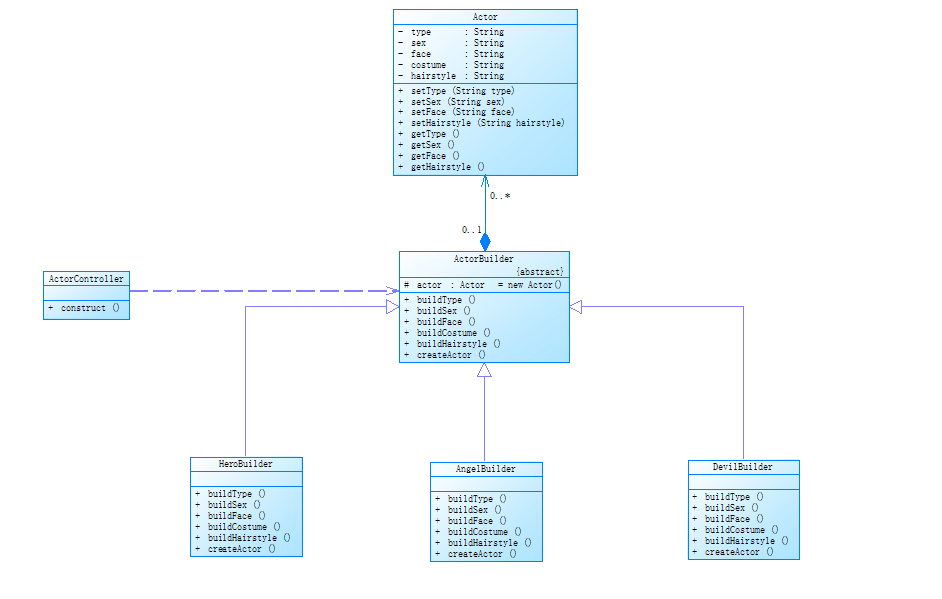 Actor
- type : String
- sex : String
- face : String
- costume : String
- hairstyle : String
+ setType (String type)
+ setSex (String sex)
+ setFace (String face)
+ setHairstyle (String hairstyle)
+ getType ()
+ getSex ()
+ getFace ()
+ getHairstyle ()
0..*
0..1
ActorController
+ construct ()
ActorBuilder
{abstract}
# actor : Actor = new Actor()
+ buildType ()
+ buildSex ()
+ buildFace ()
+ buildCostume ()
+ buildHairstyle ()
+ createActor ()
HeroBuilder
+ buildType ()
+ buildSex ()
+ buildFace ()
+ buildCostume ()
+ buildHairstyle ()
+ createActor ()
AngelBuilder
+ buildType ()
+ buildSex ()
+ buildFace ()
+ buildCostume ()
+ buildHairstyle ()
+ createActor ()
DevilBuilder
+ buildType ()
+ buildSex ()
+ buildFace ()
+ buildCostume ()
+ buildHairstyle ()
+ createActor ()